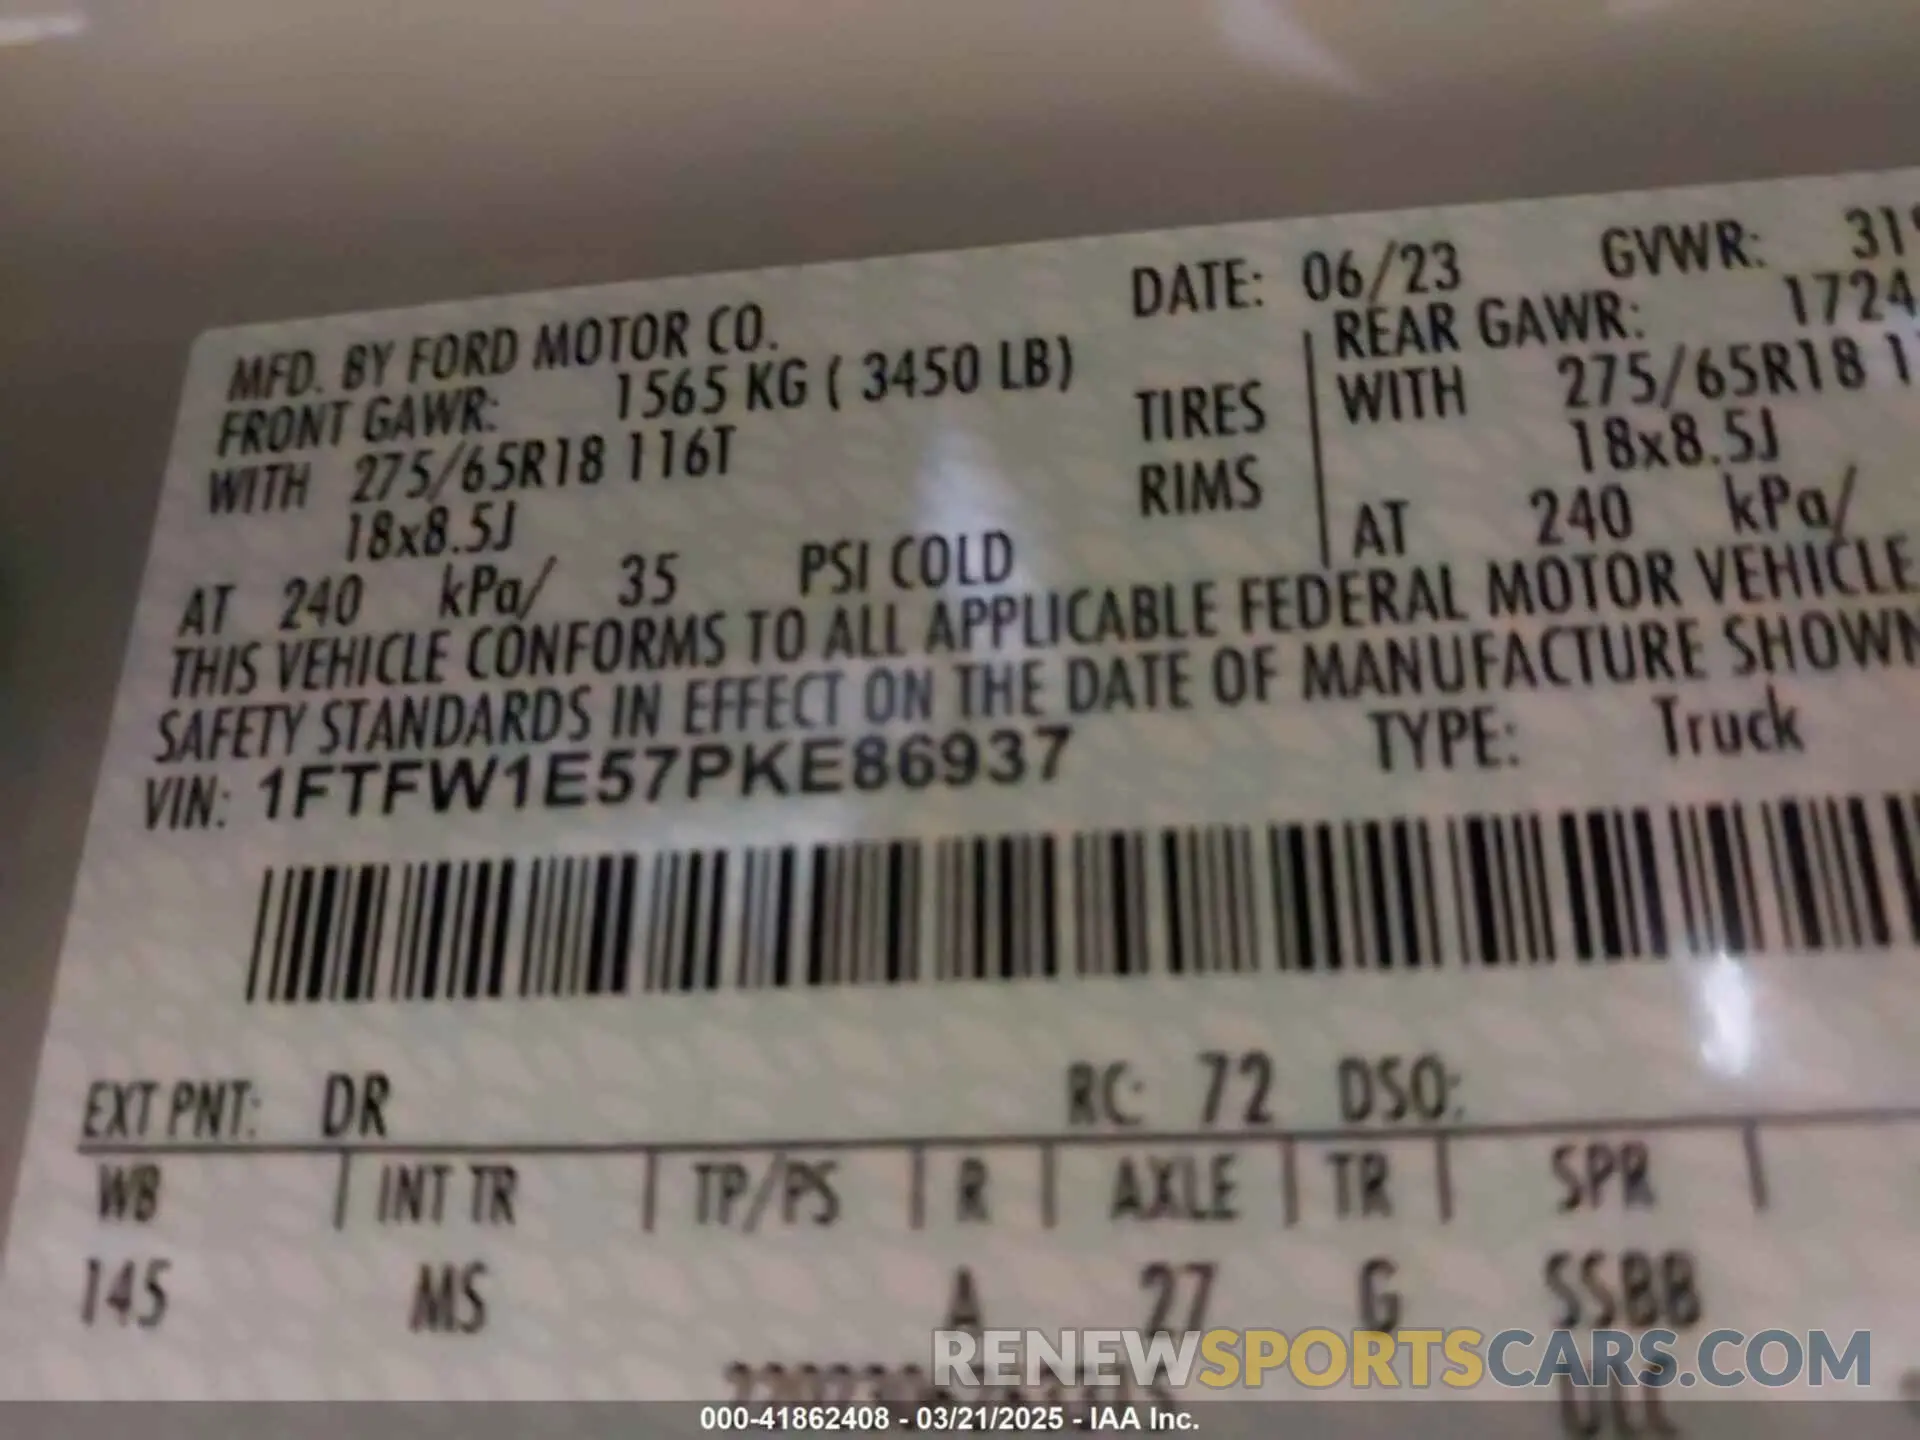 DATE: 06/23 GVWR:
MFD. BY FORD MOTOR CO.
FRONT GAWR: 1565 KG ( 3450 LB)
WITH 275/65R18 116T
18x8.5J
AT 240 kPa/ 35 PSI COLD
TIRES
RIMS
REAR GAWR: 1724
WITH 275/65R18
18x8.5J
AT 240 kPa/
THIS VEHICLE CONFORMS TO ALL APPLICABLE FEDERAL MOTOR VEHICLE
SAFETY STANDARDS IN EFFECT ON THE DATE OF MANUFACTURE SHOWN
VIN: 1FTFW1E57PKE86937 TYPE: Truck
EXT PNT: DR RC: 72 DSO:
WB | INT TR | TP/PS | R | AXLE | TR | SPR |
145 MS A 27 G SSBB
RENEWSPORTSCARS.COM
000-41862408 - 03/21/2025 - IAA Inc.